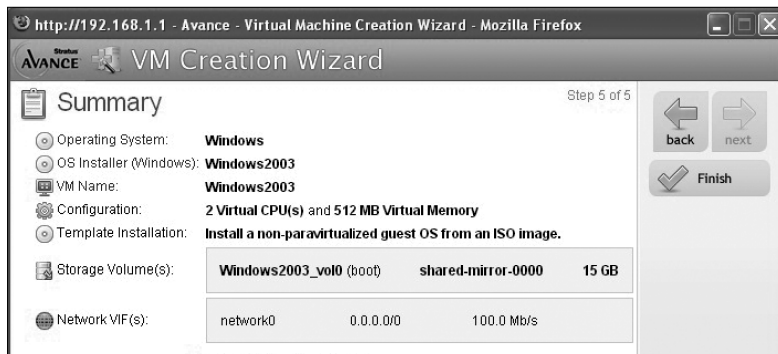 http://192.168.1.1 - Avance - Virtual Machine Creation Wizard - Mozilla Firefox
Stratus
AVANCE VM Creation Wizard
Summary
Step 5 of 5
back next
Finish
Operating System: Windows
OS Installer (Windows): Windows2003
VM Name: Windows2003
Configuration: 2 Virtual CPU(s) and 512 MB Virtual Memory
Template Installation: Install a non-paravirtualized guest OS from an ISO image.
Storage Volume(s): Windows2003_vol0 (boot) shared-mirror-0000 15 GB
Network VIF(s): network0 0.0.0.0/0 100.0 Mb/s